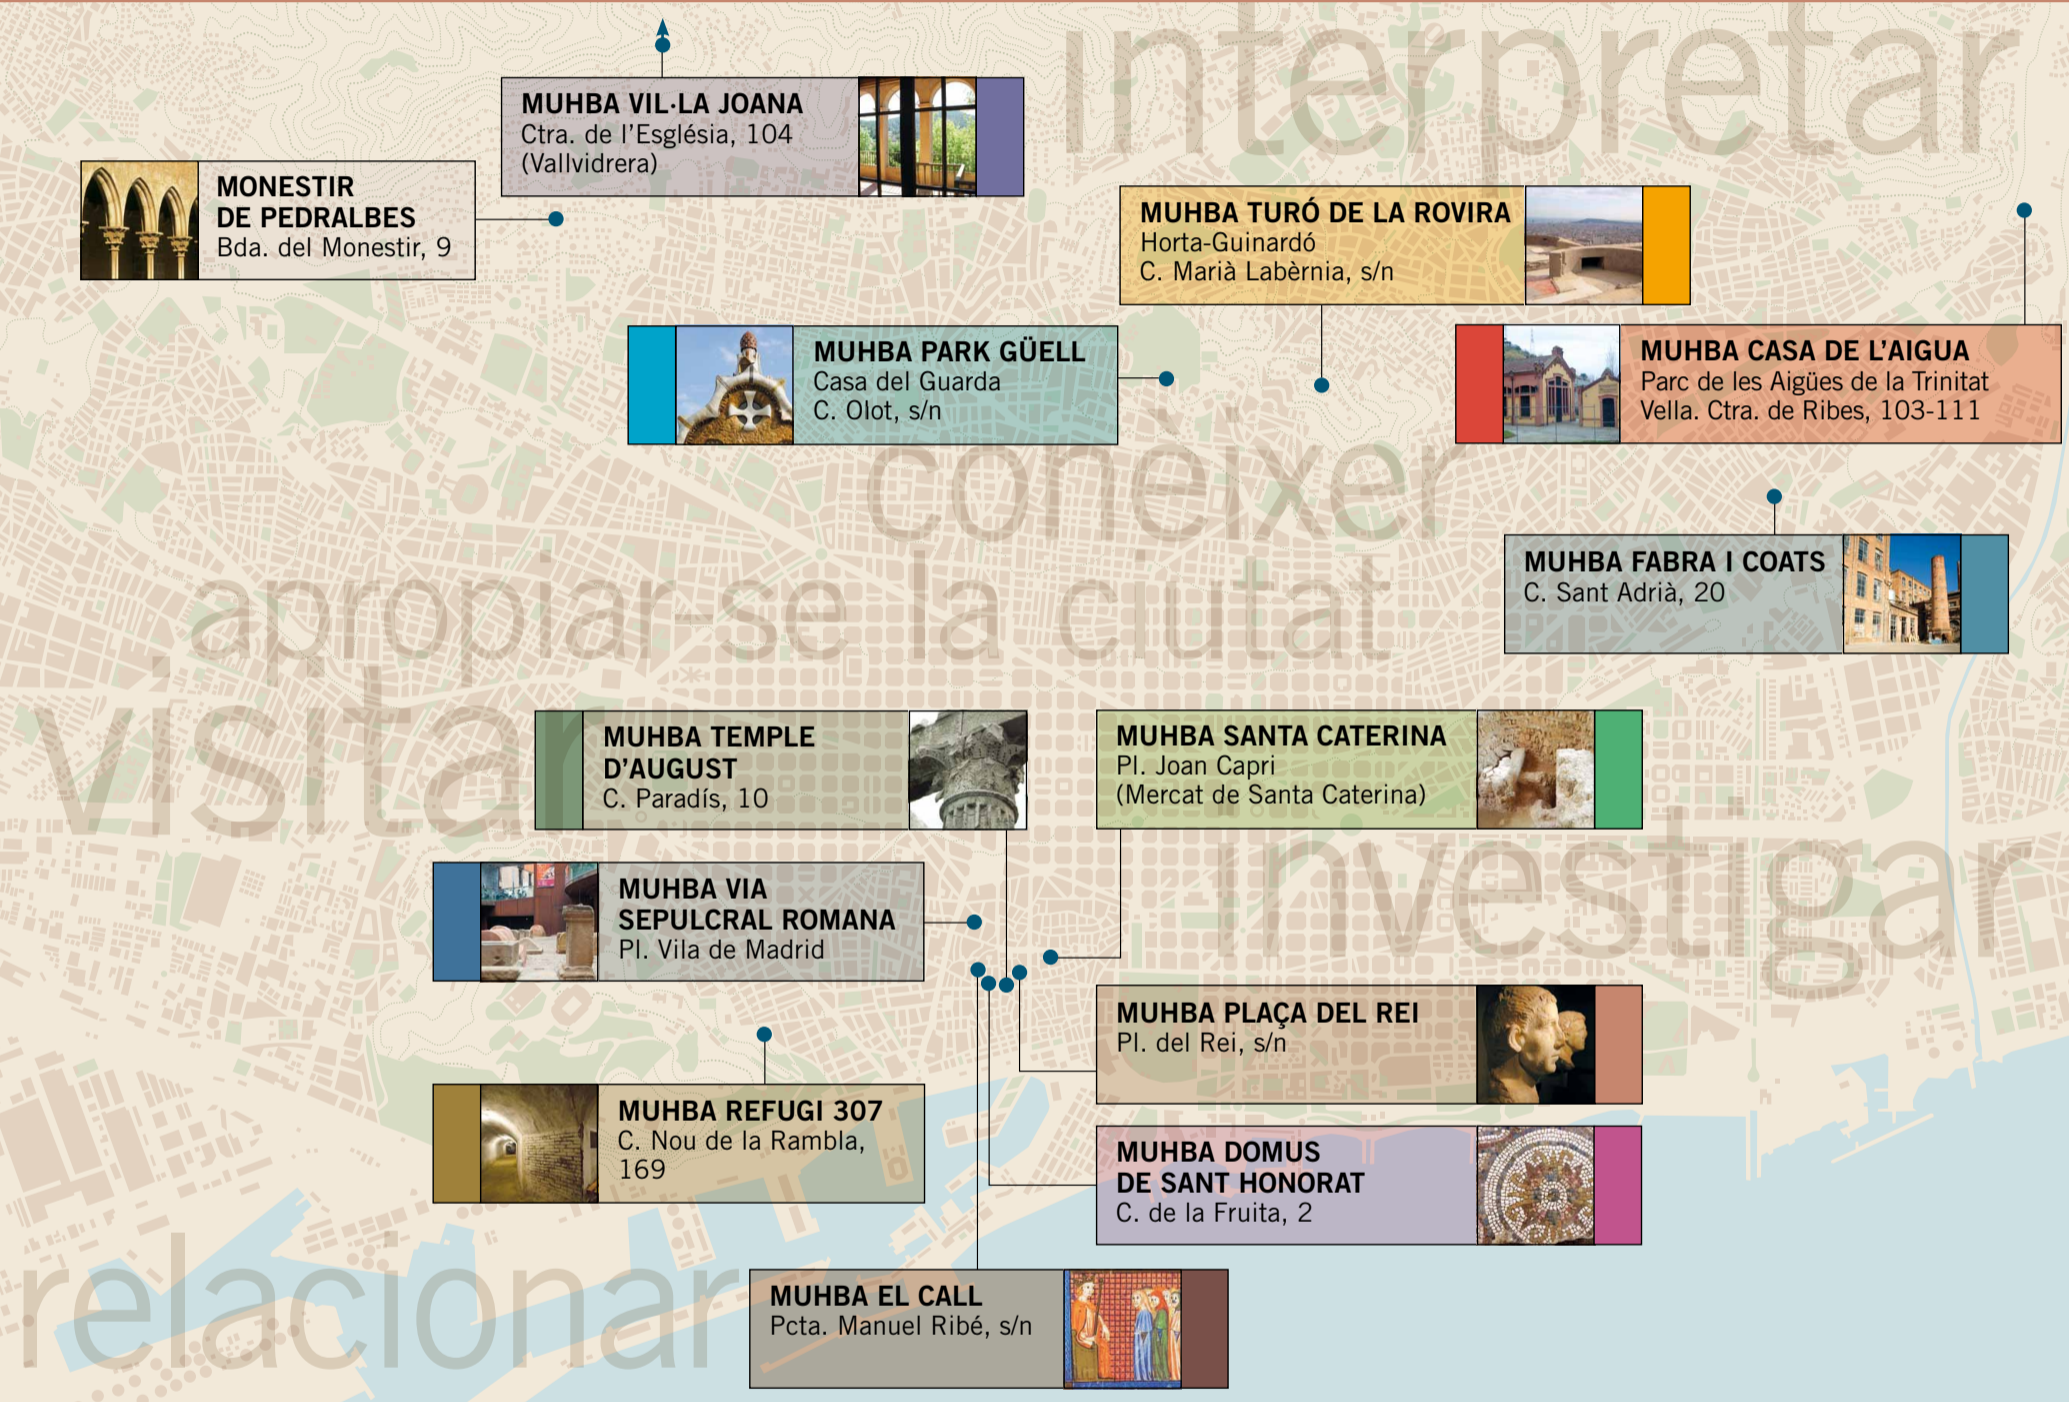 interpretar
MUHBA VIL·LA JOANA
Ctra. de l'Església, 104
(Vallvidrera)
MONESTIR
DE PEDRALBES
Bda. del Monestir, 9
MUHBA TURÓ DE LA ROVIRA
Horta-Guinardó
C. Marià Labèrnia, s/n
MUHBA PARK GÜELL
Casa del Guarda
C. Olot, s/n
MUHBA CASA DE L'AIGUA
Parc de les Aigües de la Trinitat
Vella. Ctra. de Ribes, 103-111
conèixer
MUHBA FABRA I COATS
C. Sant Adrià, 20
apropiar-se la ciutat
visitar
MUHBA TEMPLE
D'AUGUST
C. Paradís, 10
MUHBA SANTA CATERINA
Pl. Joan Capri
(Mercat de Santa Caterina)
investigar
MUHBA VIA
SEPULCRAL ROMANA
Pl. Vila de Madrid
MUHBA PLAÇA DEL REI
Pl. del Rei, s/n
MUHBA REFUGI 307
C. Nou de la Rambla,
169
MUHBA DOMUS
DE SANT HONORAT
C. de la Fruita, 2
relacionar
MUHBA EL CALL
Pcta. Manuel Ribé, s/n